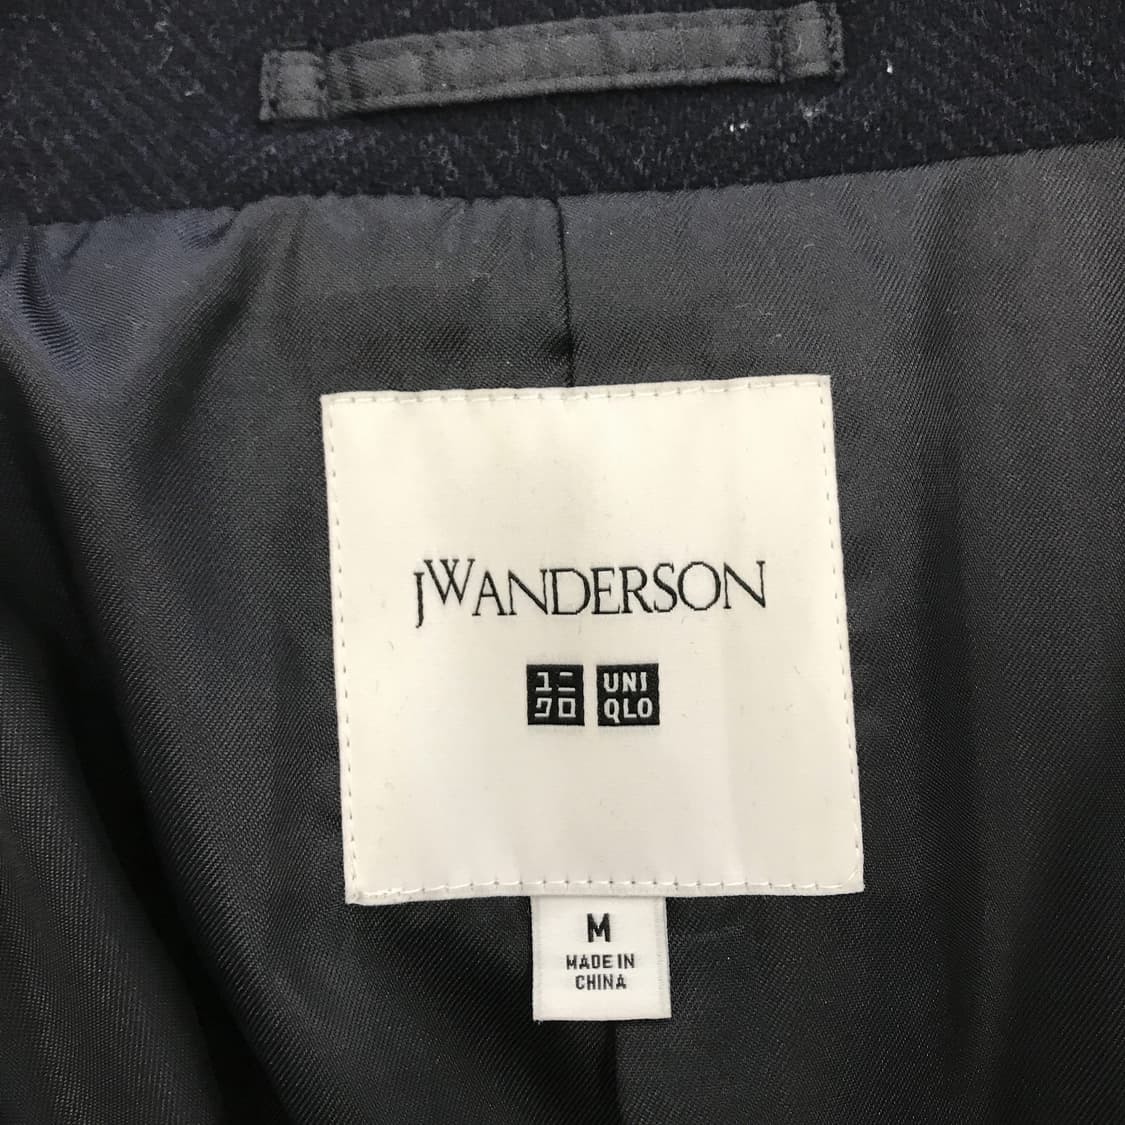 JWANDERSON
ユニ UNI
クロ QLO
M
MADE IN
CHINA